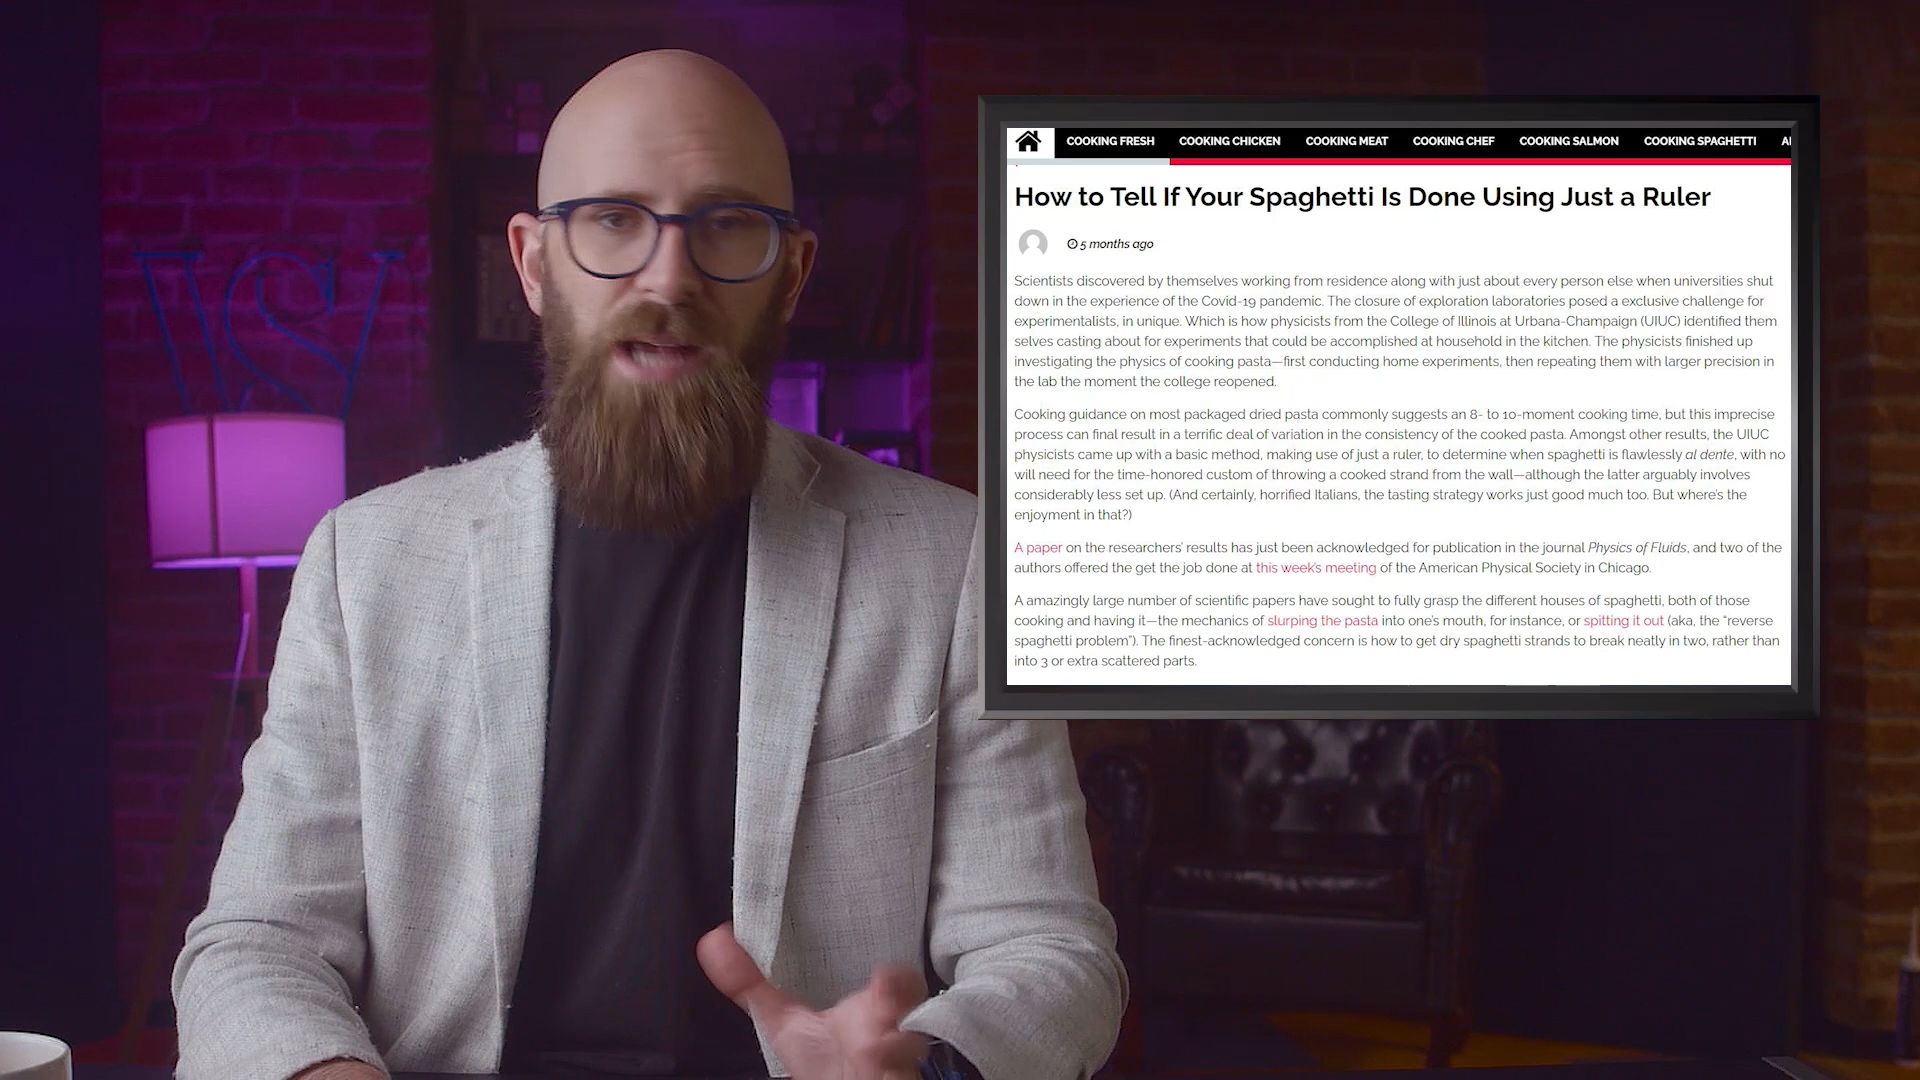 COOKING FRESH COOKING CHICKEN COOKING MEAT COOKING CHEF COOKING SALMON COOKING SPAGHETTI
How to Tell If Your Spaghetti Is Done Using Just a Ruler
5 months ago
Scientists discovered by themselves working from residence along with just about every person else when universities shut
down in the experience of the Covid-19 pandemic. The closure of exploration laboratories posed a exclusive challenge for
experimentalists, in unique. Which is how physicists from the College of Illinois at Urbana-Champaign (UIUC) identified them
selves casting about for experiments that could be accomplished at household in the kitchen. The physicists finished up
investigating the physics of cooking pasta—first conducting home experiments, then repeating them with larger precision in
the lab the moment the college reopened.
Cooking guidance on most packaged dried pasta commonly suggests an 8- to 10-moment cooking time, but this imprecise
process can final result in a terrific deal of variation in the consistency of the cooked pasta. Amongst other results, the UIUC
physicists came up with a basic method, making use of just a ruler, to determine when spaghetti is flawlessly al dente, with no
will need for the time-honored custom of throwing a cooked strand from the wall—although the latter arguably involves
considerably less set up. (And certainly, horrified Italians, the tasting strategy works just good much too. But where's the
enjoyment in that?)
A paper on the researchers' results has just been acknowledged for publication in the journal Physics of Fluids, and two of the
authors offered the get the job done at this week's meeting of the American Physical Society in Chicago.
A amazingly large number of scientific papers have sought to fully grasp the different houses of spaghetti, both of those
cooking and having it—the mechanics of slurping the pasta into one's mouth, for instance, or spitting it out (aka, the "reverse
spaghetti problem"). The finest-acknowledged concern is how to get dry spaghetti strands to break neatly in two, rather than
into 3 or extra scattered parts.